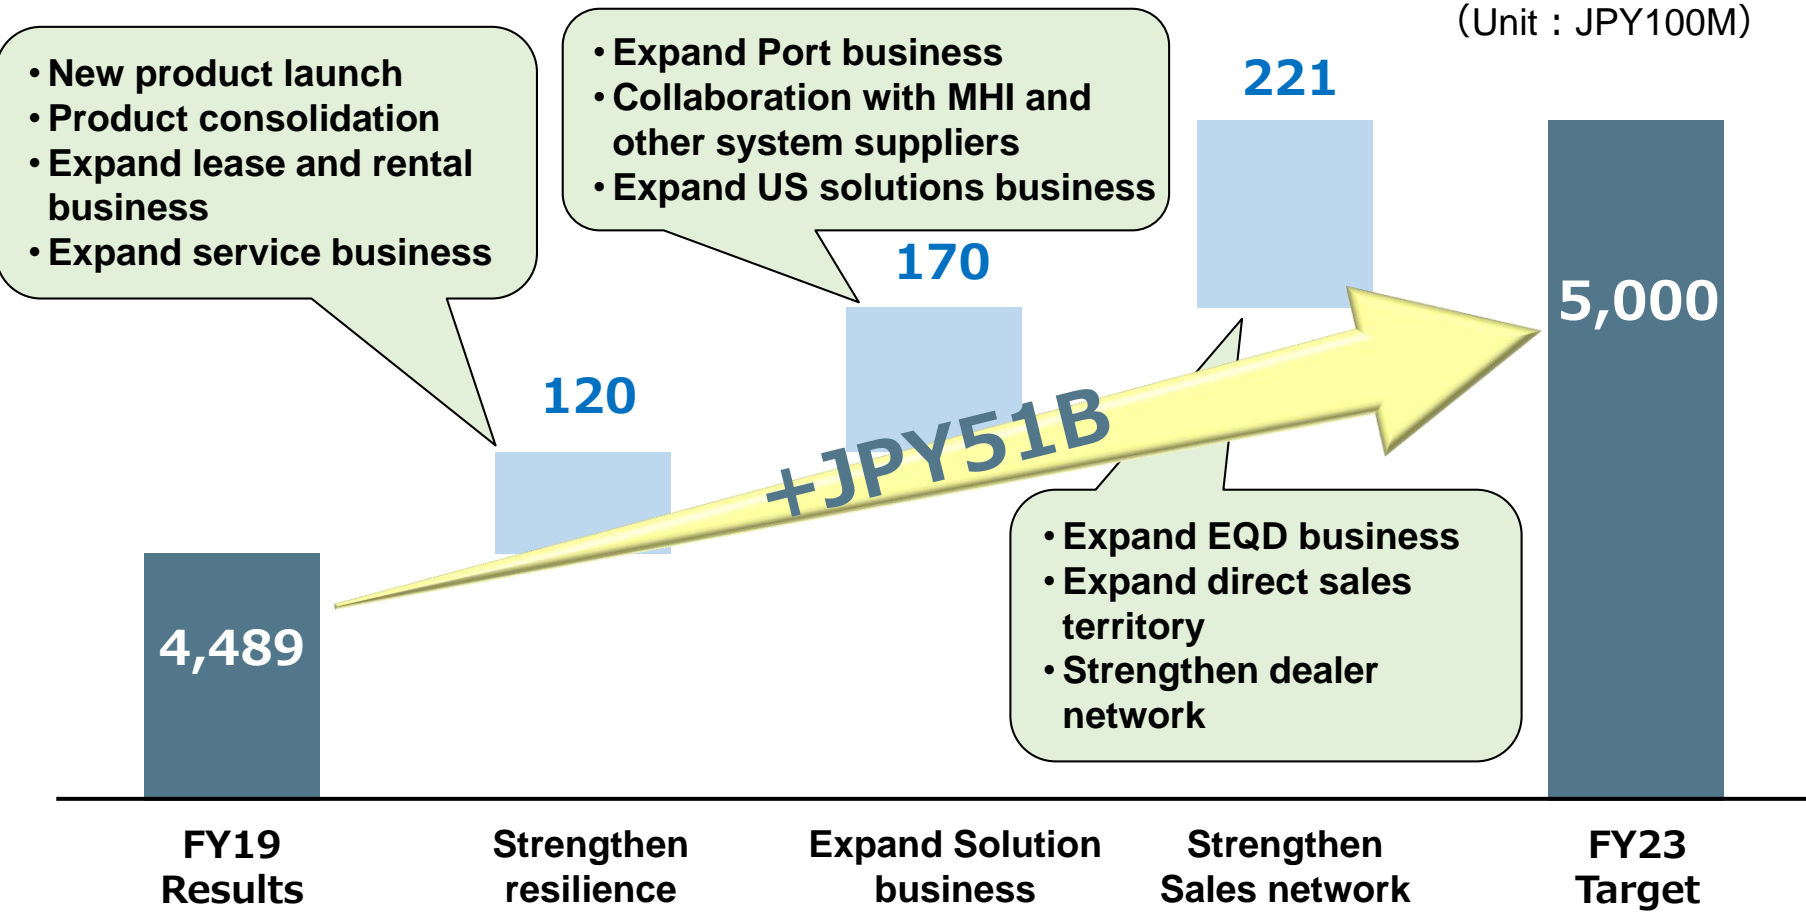 （Unit：JPY100M）
• New product launch
• Product consolidation
• Expand lease and rental
business
• Expand service business
• Expand Port business
• Collaboration with MHI and
other system suppliers
• Expand US solutions business
221
170
120
5,000
+JPY51B
4,489
• Expand EQD business
• Expand direct sales
territory
• Strengthen dealer
network
FY19
Results
Strengthen
resilience
Expand Solution
business
Strengthen
Sales network
FY23
Target